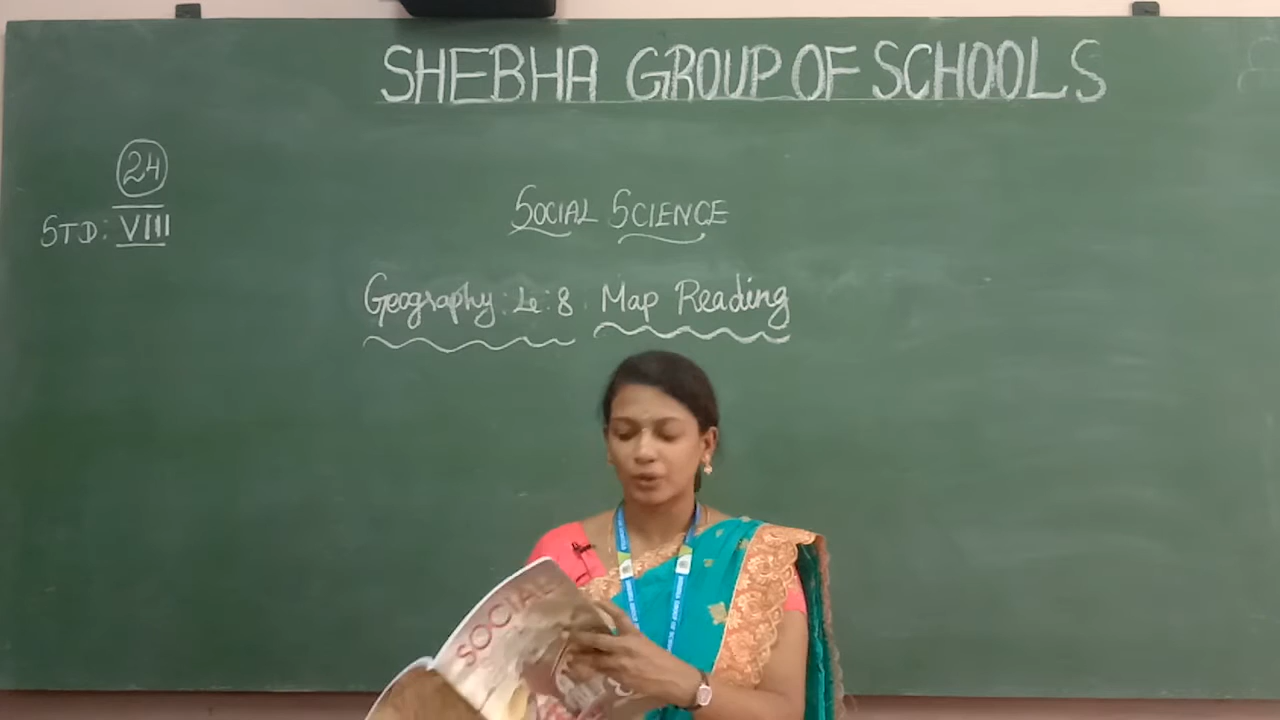 SHEBHA GROUP OF SCHOOLS
24
STD: VIII
SOCIAL SCIENCE
Geography: Le: 8. Map Reading
SOCIAL